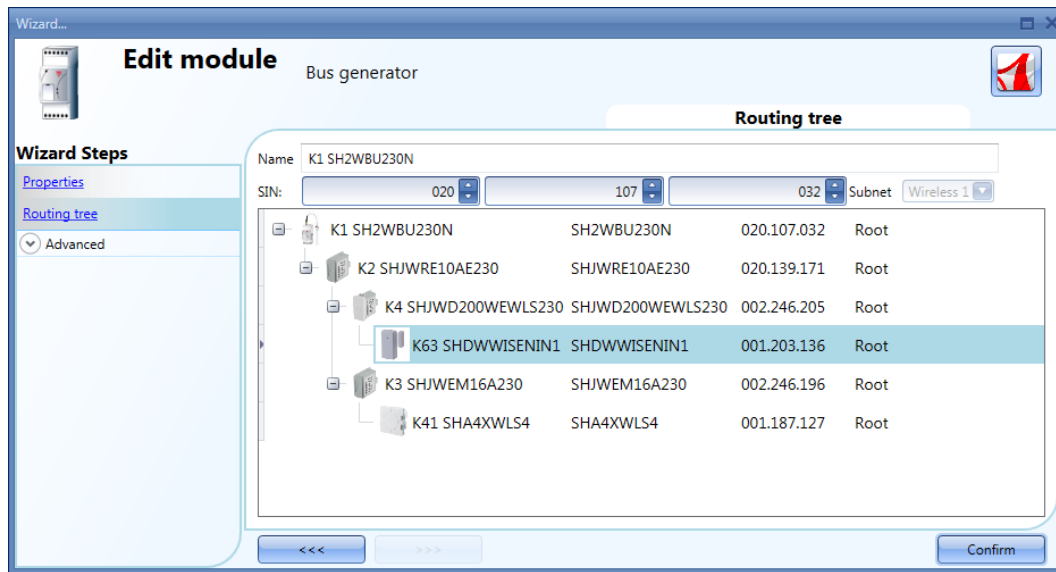 Wizard...
Edit module
Bus generator
Routing tree
Wizard Steps
Properties
Routing tree
Advanced
Name K1 SH2WBU230N
SIN: 020 107 032 Subnet Wireless 1
K1 SH2WBU230N SH2WBU230N 020.107.032 Root
K2 SHJWRE10AE230 SHJWRE10AE230 020.139.171 Root
K4 SHJWD200WEWLS230 SHJWD200WEWLS230 002.246.205 Root
K63 SHDWWISENIN1 SHDWWISENIN1 001.203.136 Root
K3 SHJWEM16A230 SHJWEM16A230 002.246.196 Root
K41 SHA4XWLS4 SHA4XWLS4 001.187.127 Root
<<< >>> Confirm